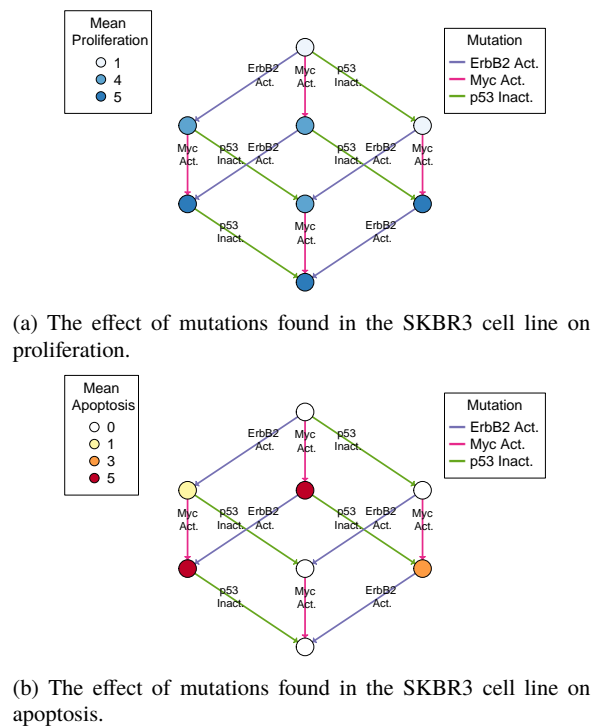 Mean
Proliferation
1
4
5
Mutation
ErbB2 Act.
Myc Act.
p53 Inact.
ErbB2
Act.
Myc
Act.
p53
Inact.
Myc
Act.
p53
Inact.
ErbB2
Act.
p53
Inact.
ErbB2
Act.
Myc
Act.
p53
Inact.
Myc
Act.
ErbB2
Act.
(a) The effect of mutations found in the SKBR3 cell line on
proliferation.
Mean
Apoptosis
0
1
3
5
Mutation
ErbB2 Act.
Myc Act.
p53 Inact.
ErbB2
Act.
Myc
Act.
p53
Inact.
Myc
Act.
p53
Inact.
ErbB2
Act.
p53
Inact.
ErbB2
Act.
Myc
Act.
p53
Inact.
Myc
Act.
ErbB2
Act.
(b) The effect of mutations found in the SKBR3 cell line on
apoptosis.